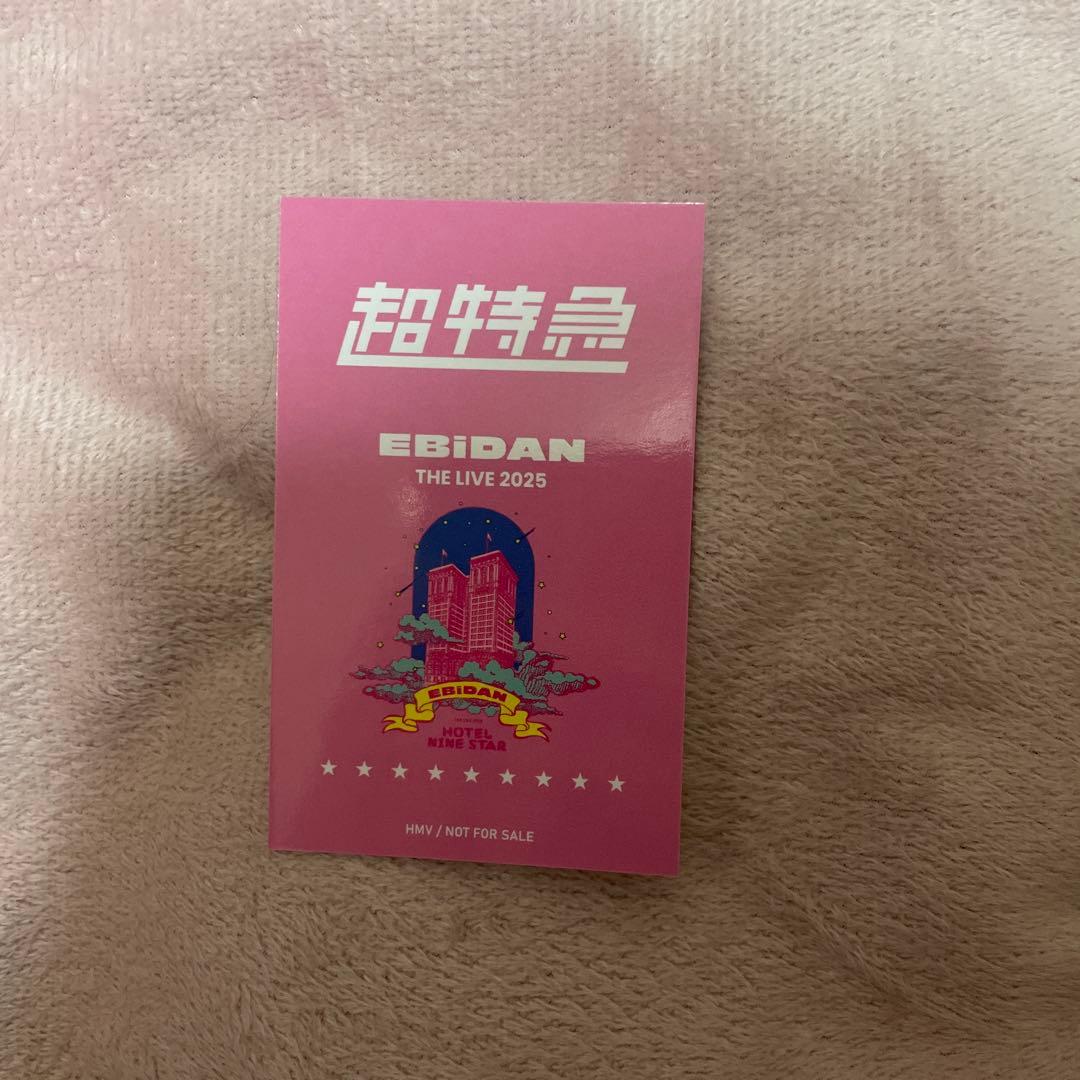 超特急
EBiDAN
THE LIVE 2025
EBiDAN
HOTEL
NINE STAR
HMV / NOT FOR SALE